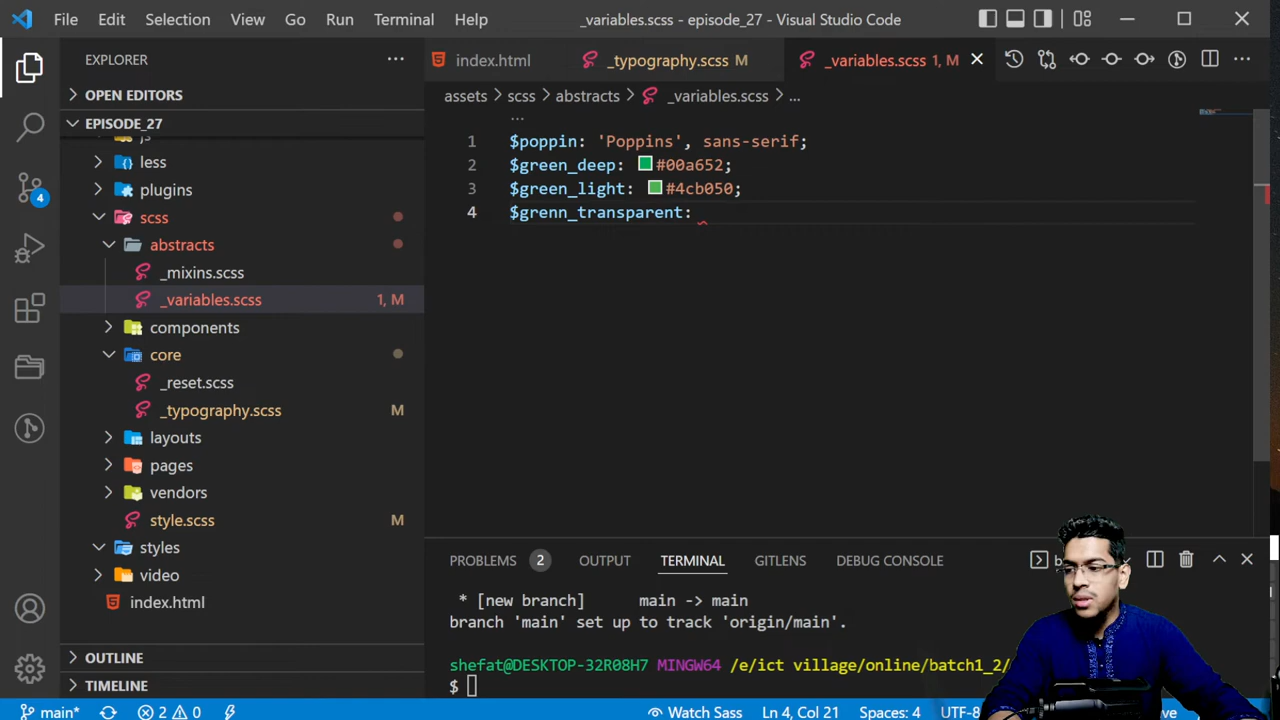 File Edit Selection View Go Run Terminal Help _variables.scss - episode_27 - Visual Studio Code
EXPLORER
index.html _typography.scss M _variables.scss 1, M
OPEN EDITORS
assets > scss > abstracts > _variables.scss > ...
EPISODE_27
js
less
plugins
scss
abstracts
_mixins.scss
_variables.scss 1, M
components
core
_reset.scss
_typography.scss M
layouts
pages
vendors
style.scss M
styles
video
index.html
OUTLINE
TIMELINE
1 $poppin: 'Poppins', sans-serif;
2 $green_deep: #00a652;
3 $green_light: #4cb050;
4 $grenn_transparent:
PROBLEMS 2 OUTPUT TERMINAL GITLENS DEBUG CONSOLE
* [new branch] main -> main
branch 'main' set up to track 'origin/main'.
shefat@DESKTOP-32R08H7 MINGW64 /e/ict village/online/batch1_2/
$
4
main* 2 0 Watch Sass Ln 4, Col 21 Spaces: 4